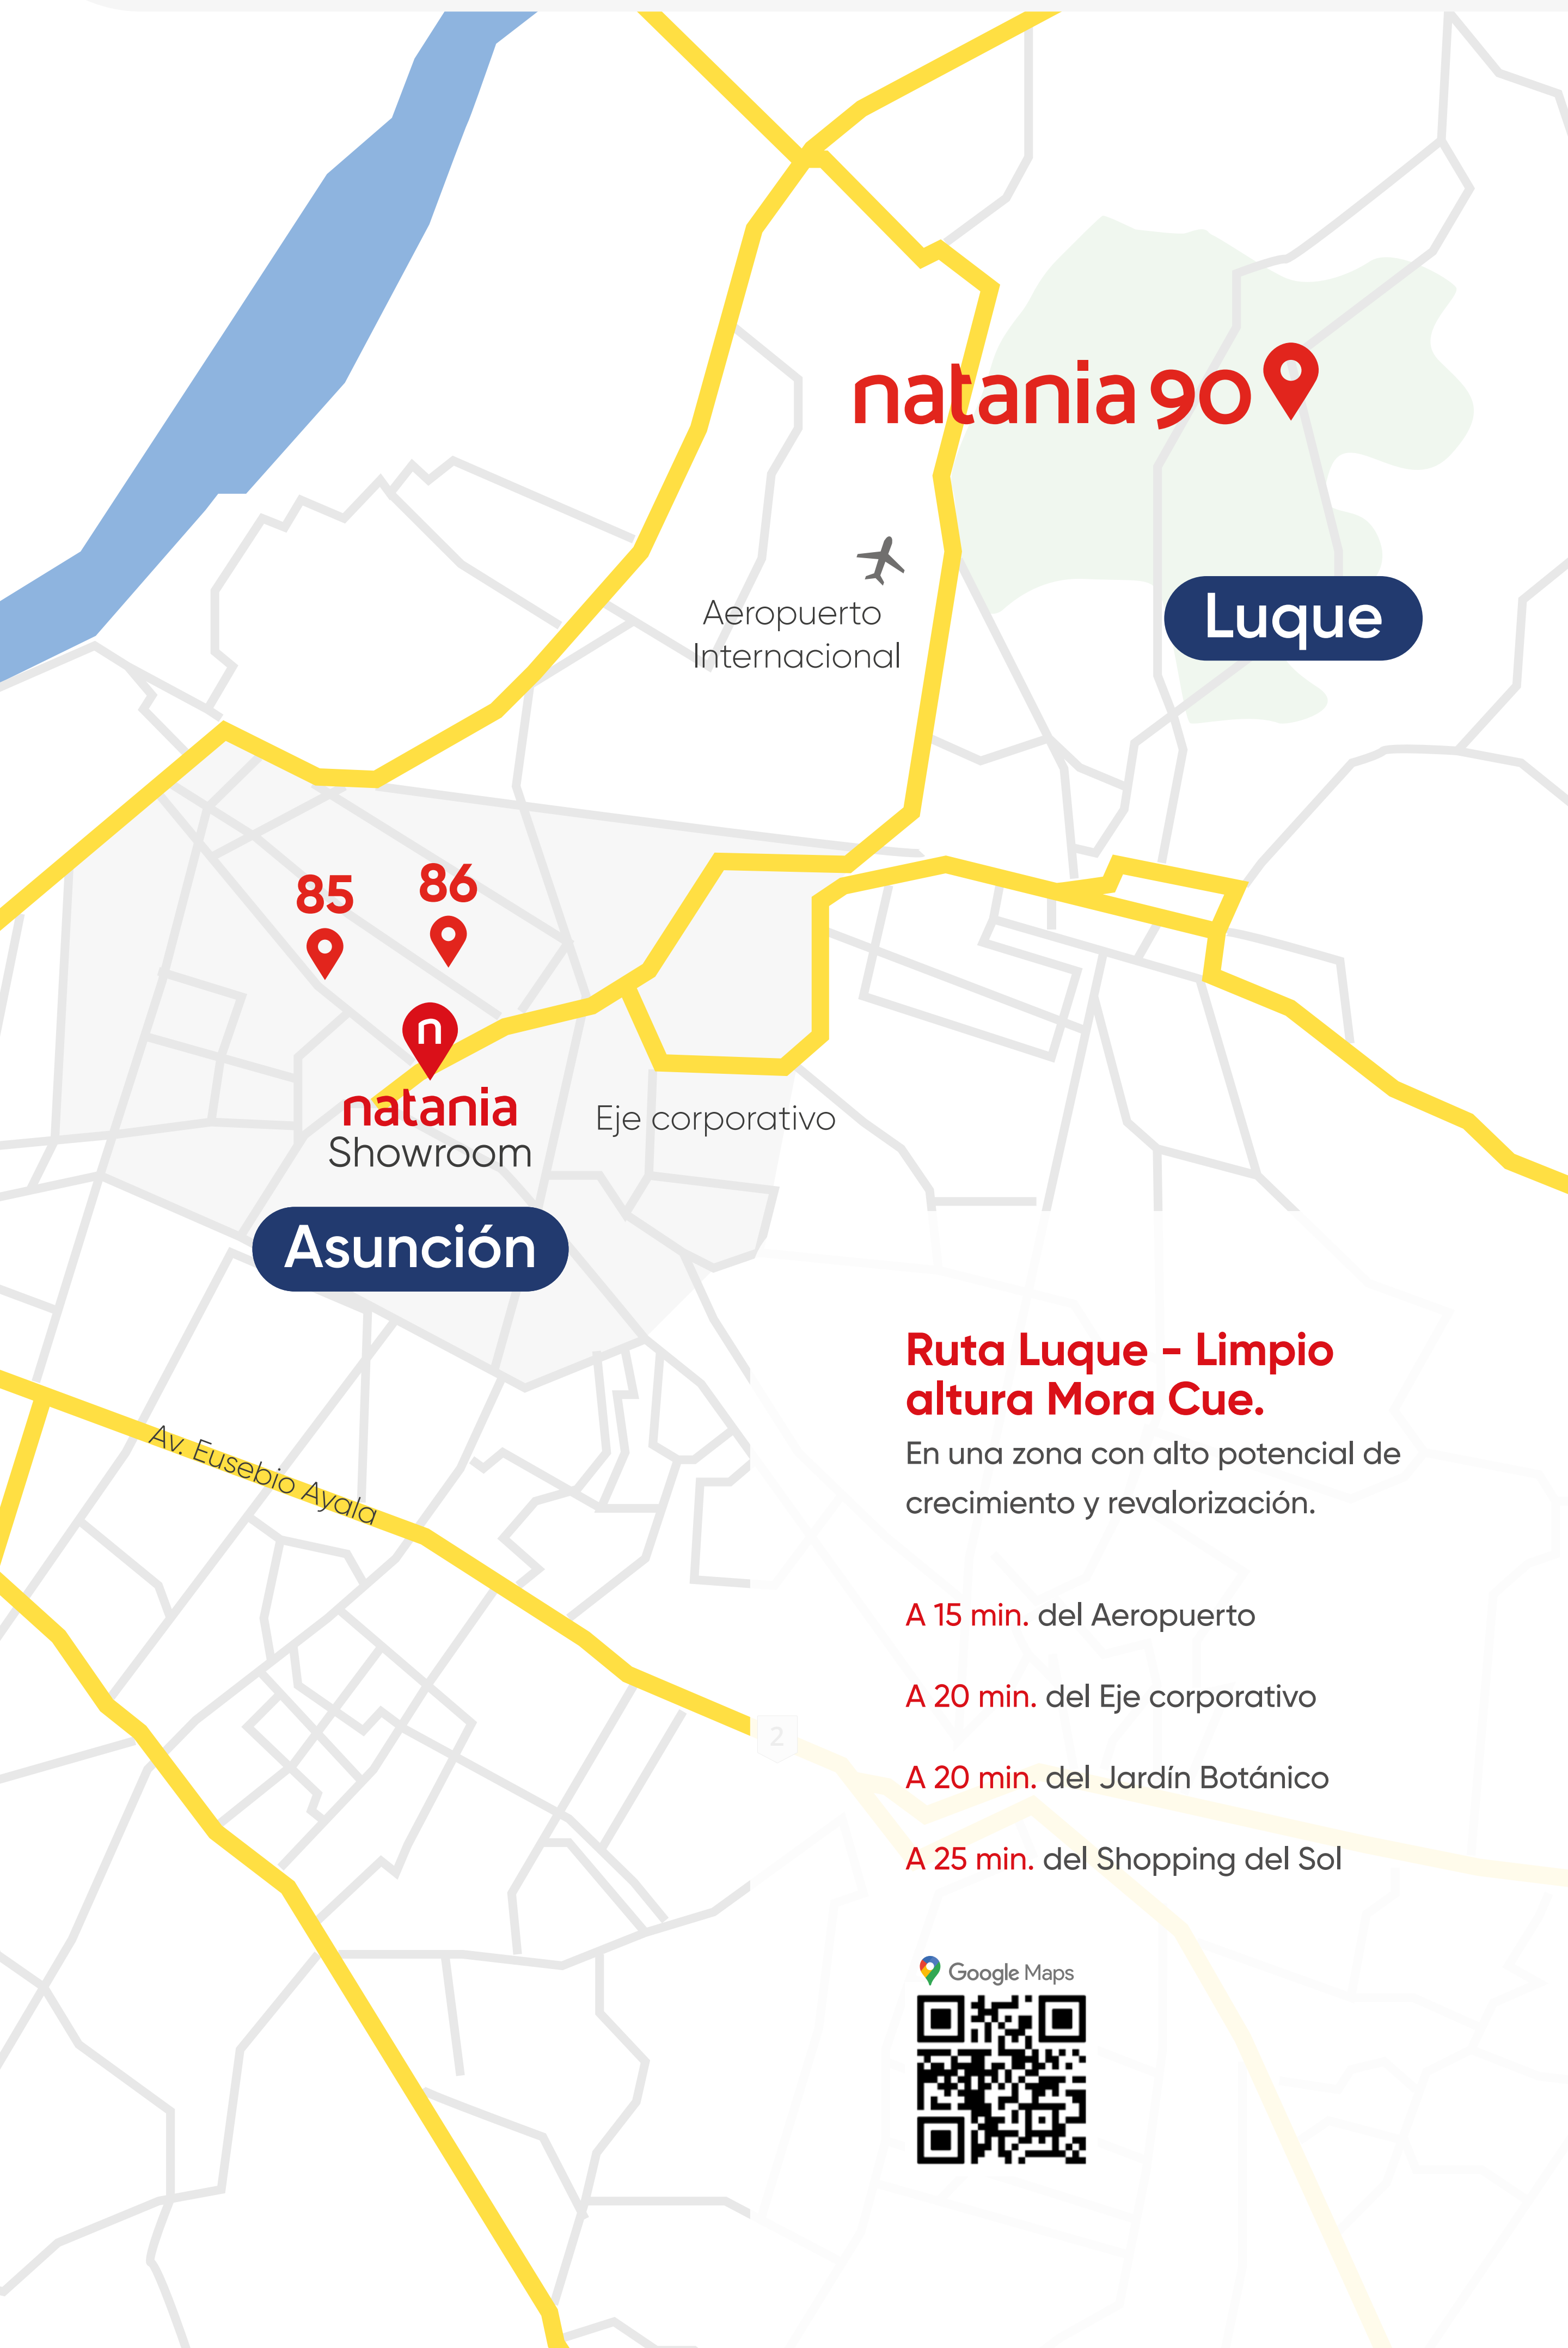 natania 90
Aeropuerto
Internacional
Luque
85
86
n
natania
Showroom
Eje corporativo
Asunción
Av. Eusebio Ayala
Ruta Luque - Limpio
altura Mora Cue.
En una zona con alto potencial de
crecimiento y revalorización.
A 15 min. del Aeropuerto
2
A 20 min. del Eje corporativo
A 20 min. del Jardín Botánico
A 25 min. del Shopping del Sol
Google Maps